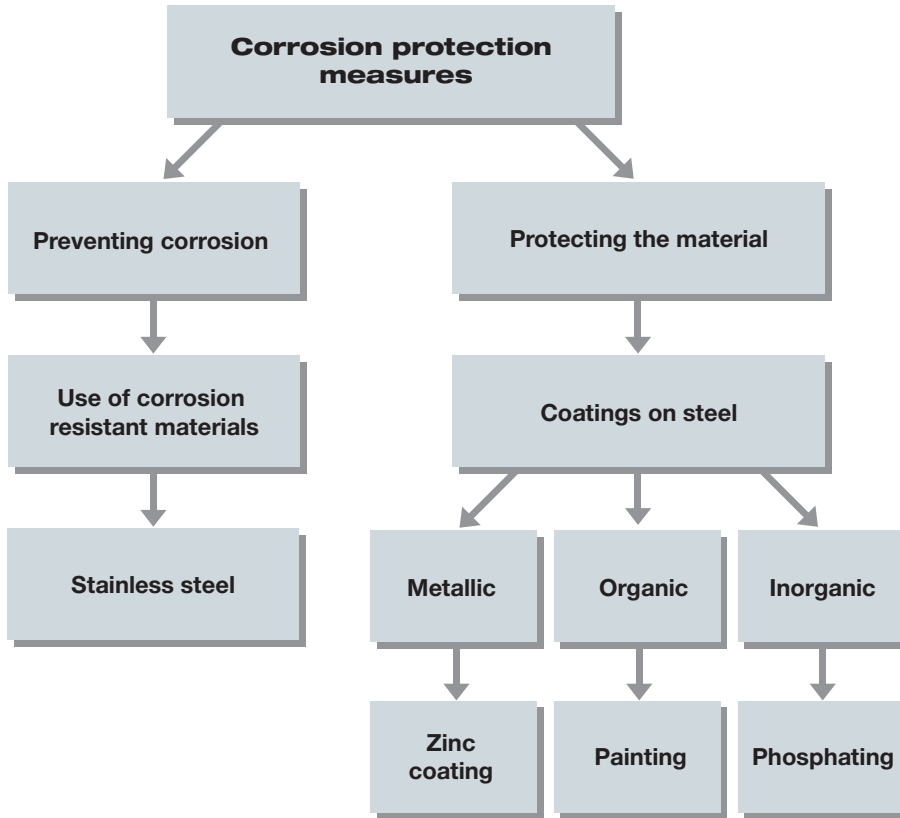 Corrosion protection
measures
Preventing corrosion
Protecting the material
Use of corrosion
resistant materials
Coatings on steel
Stainless steel
Metallic
Organic
Inorganic
Zinc
coating
Painting
Phosphating